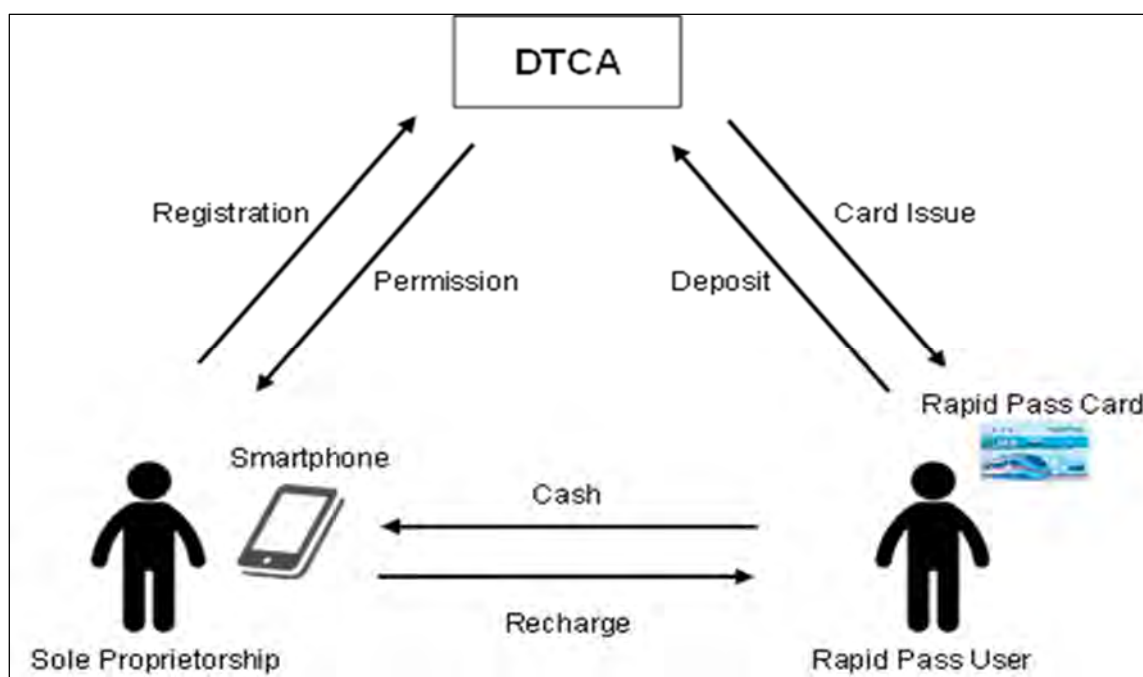 DTCA
Registration
Card Issue
Permission
Deposit
Rapid Pass Card
Smartphone
Cash
Recharge
Sole Proprietorship
Rapid Pass User